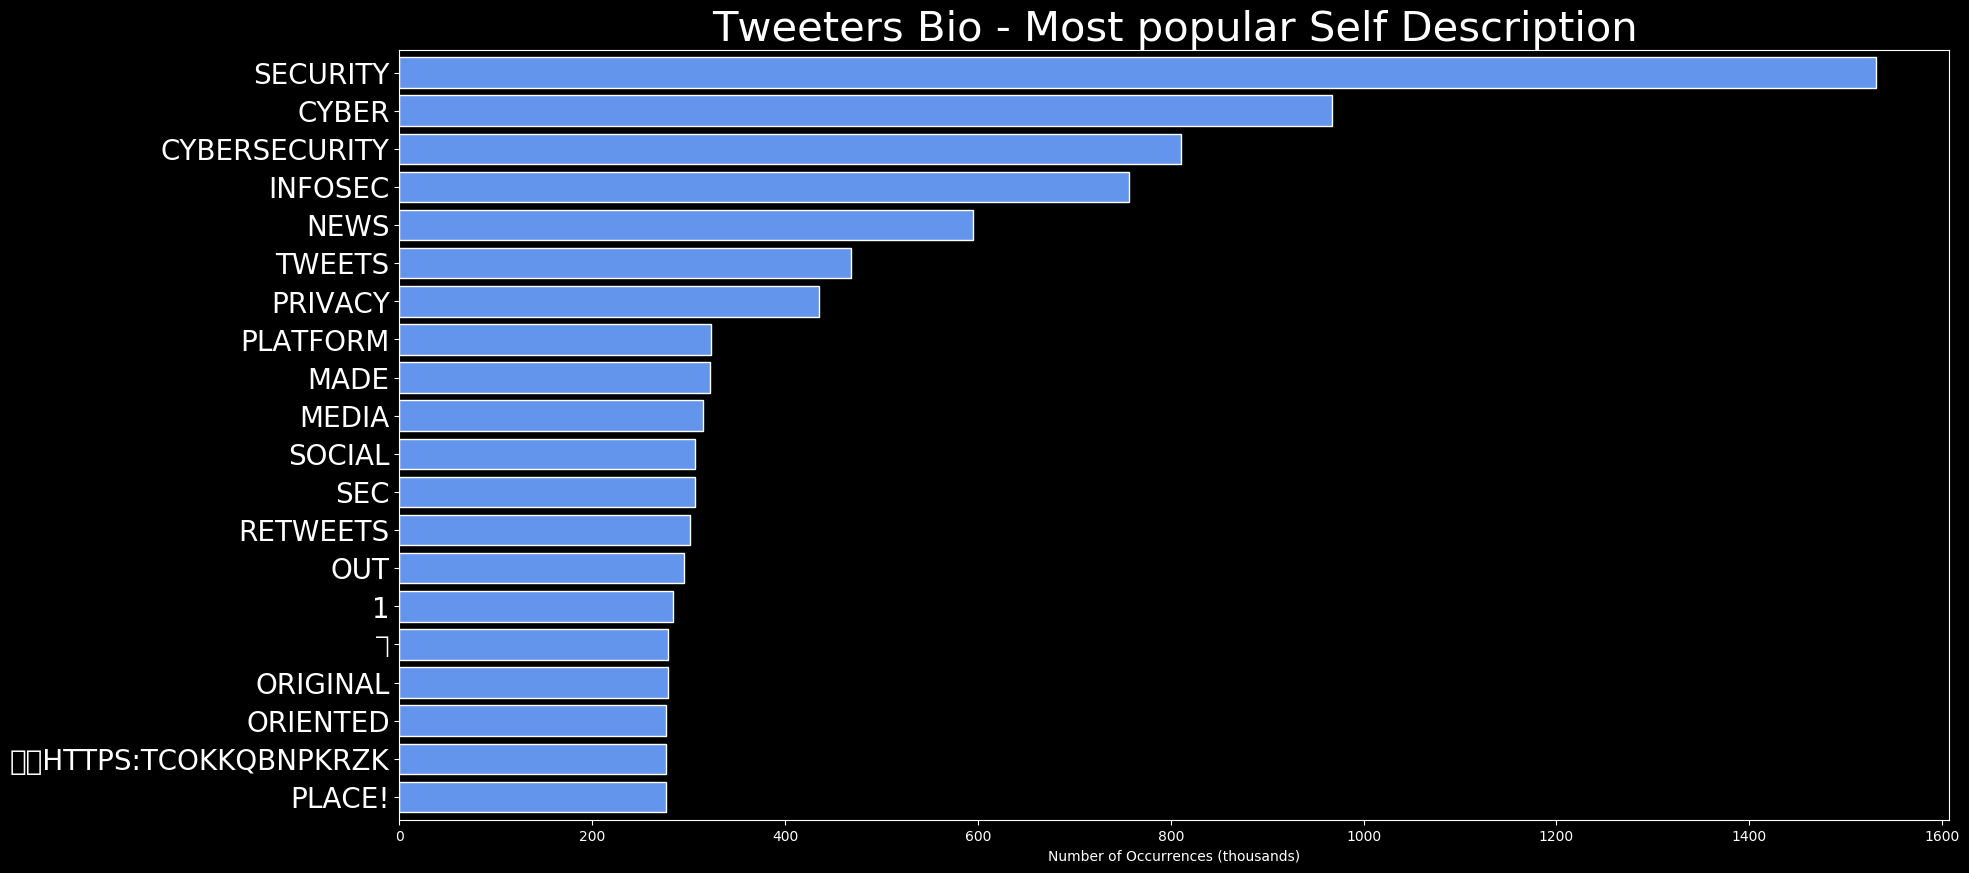 Tweeters Bio - Most popular Self Description
SECURITY
CYBER
CYBERSECURITY
INFOSEC
NEWS
TWEETS
PRIVACY
PLATFORM
MADE
MEDIA
SOCIAL
SEC
RETWEETS
OUT
1
ORIGINAL
ORIENTED
HTTPS:TCOKKQBNPKRZK
PLACE!
0 200 400 600 800 1000 1200 1400 1600
Number of Occurrences (thousands)